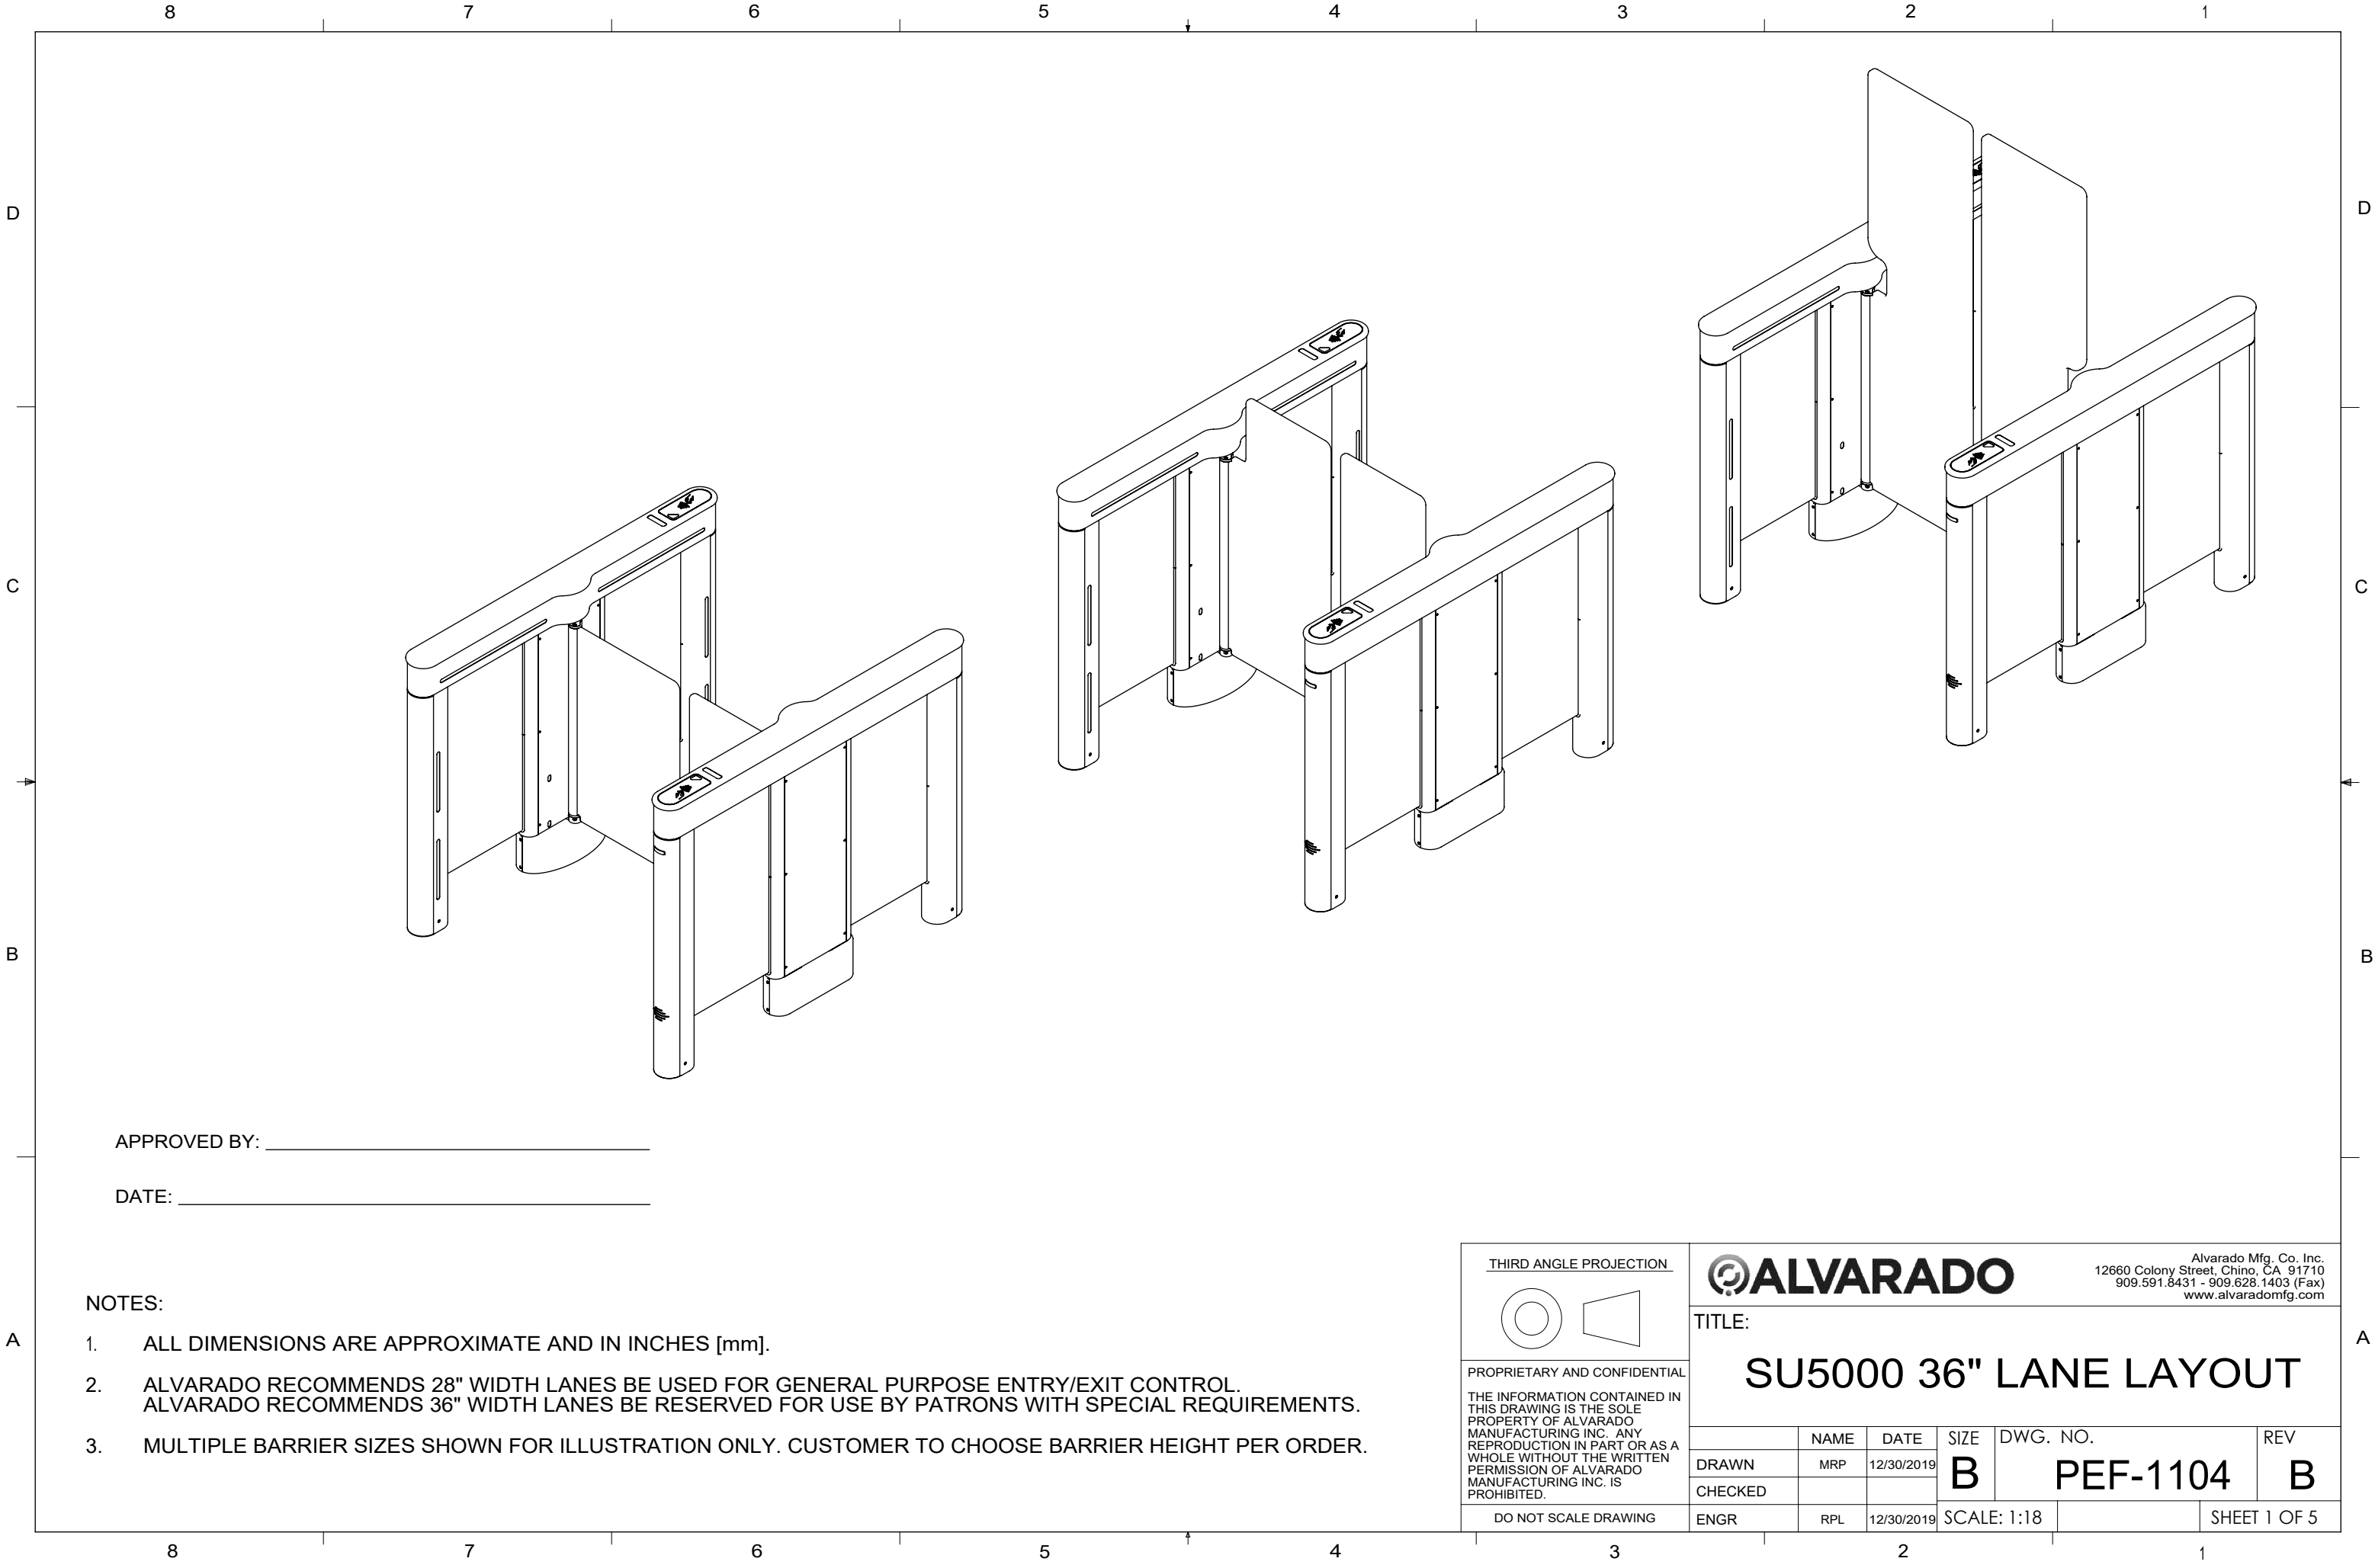 8 7 6 5 4 3 2 1
D D
C C
B B
A A
APPROVED BY:
DATE:
NOTES:
1. ALL DIMENSIONS ARE APPROXIMATE AND IN INCHES [mm].
2. ALVARADO RECOMMENDS 28" WIDTH LANES BE USED FOR GENERAL PURPOSE ENTRY/EXIT CONTROL.
ALVARADO RECOMMENDS 36" WIDTH LANES BE RESERVED FOR USE BY PATRONS WITH SPECIAL REQUIREMENTS.
3. MULTIPLE BARRIER SIZES SHOWN FOR ILLUSTRATION ONLY. CUSTOMER TO CHOOSE BARRIER HEIGHT PER ORDER.
THIRD ANGLE PROJECTION
PROPRIETARY AND CONFIDENTIAL
THE INFORMATION CONTAINED IN
THIS DRAWING IS THE SOLE
PROPERTY OF ALVARADO
MANUFACTURING INC. ANY
REPRODUCTION IN PART OR AS A
WHOLE WITHOUT THE WRITTEN
PERMISSION OF ALVARADO
MANUFACTURING INC. IS
PROHIBITED.
DO NOT SCALE DRAWING
ALVARADO
Alvarado Mfg. Co. Inc.
12660 Colony Street, Chino, CA 91710
909.591.8431 - 909.628.1403 (Fax)
www.alvaradomfg.com
TITLE:
SU5000 36" LANE LAYOUT
NAME DATE
DRAWN MRP 12/30/2019
CHECKED
ENGR RPL 12/30/2019
SIZE
B
DWG. NO.
PEF-1104
REV
B
SCALE: 1:18
SHEET 1 OF 5
8 7 6 5 4 3 2 1